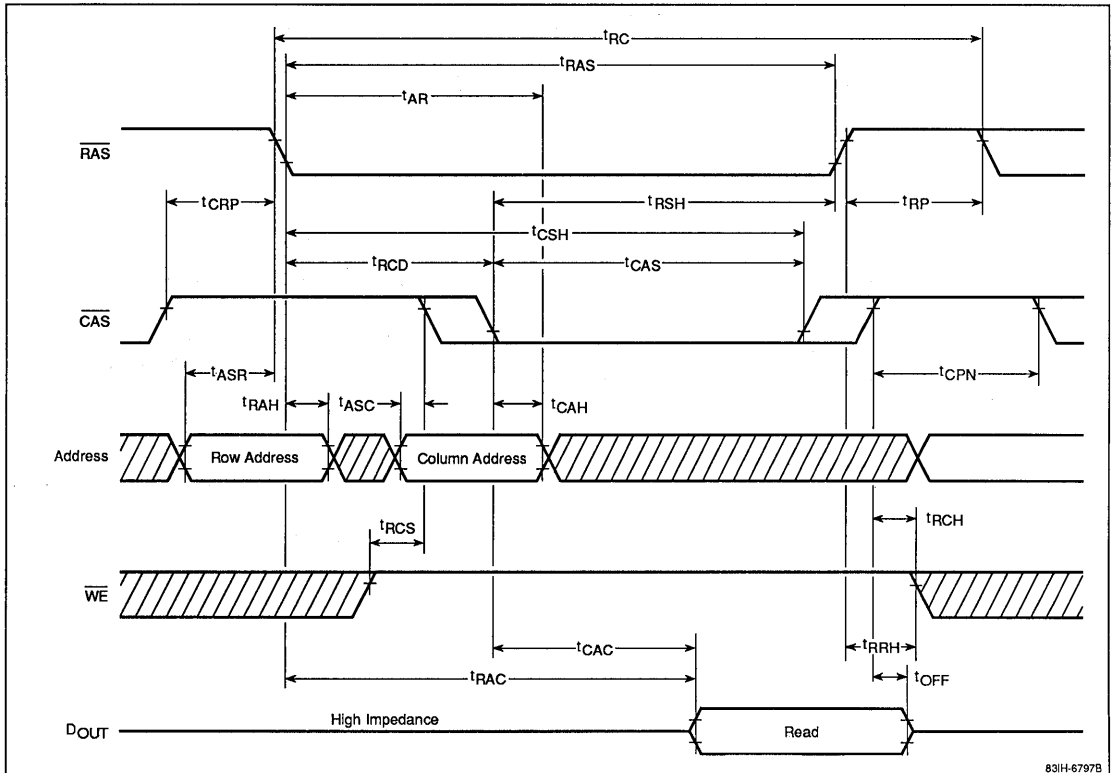 tRC
tRAS
tAR
RAS
tCRP
tRSH
tRP
tCSH
tRCD
tCAS
CAS
tASR
tCPN
tRAH
tASC
tCAH
Address
Row Address
Column Address
tRCS
tRCH
WE
tCAC
tRRH
tRAC
tOFF
DOUT
High Impedance
Read
83IH-6797B